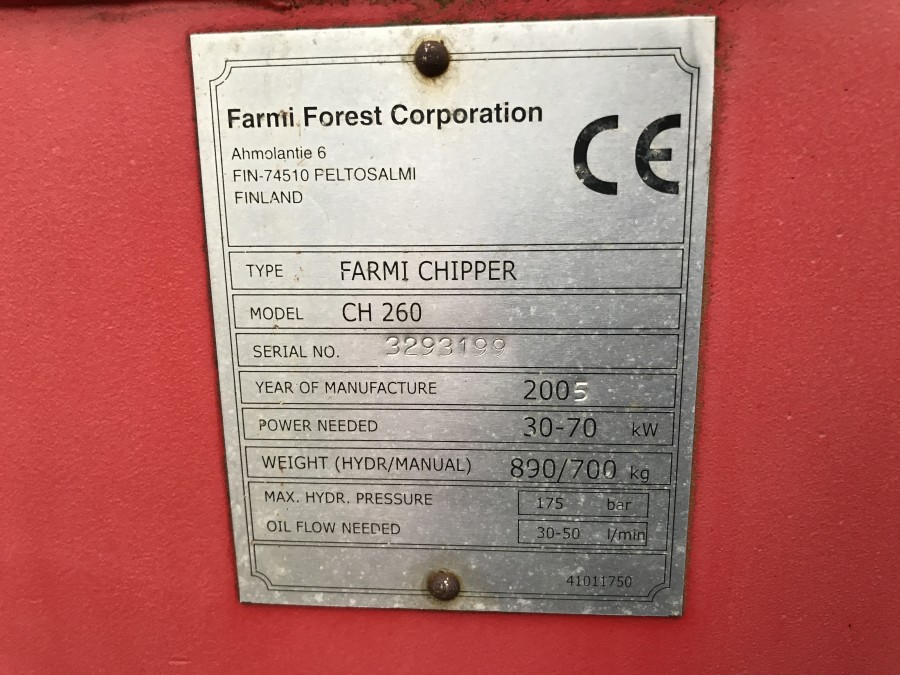 Farmi Forest Corporation
Ahmolantie 6
FIN-74510 PELTOSALMI
FINLAND
CE
TYPE FARMI CHIPPER
MODEL CH 260
SERIAL NO. 3293199
YEAR OF MANUFACTURE 2005
POWER NEEDED 30-70 kW
WEIGHT (HYDR/MANUAL) 890/700 kg
MAX. HYDR. PRESSURE 175 bar
OIL FLOW NEEDED 30-50 l/min
41011750